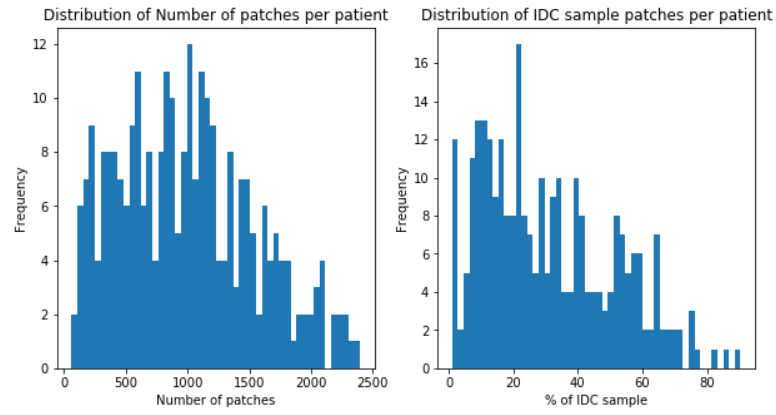 Distribution of Number of patches per patient
12
10
8
6
4
2
0
Frequency
0 500 1000 1500 2000 2500
Number of patches
Distribution of IDC sample patches per patient
16
14
12
10
8
6
4
2
0
Frequency
0 20 40 60 80
% of IDC sample